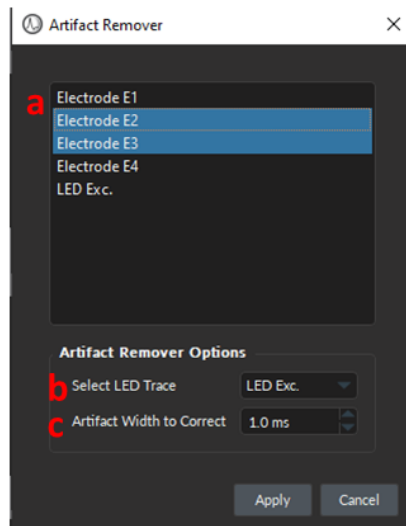 Artifact Remover
a
Electrode E1
Electrode E2
Electrode E3
Electrode E4
LED Exc.
Artifact Remover Options
b Select LED Trace LED Exc.
c Artifact Width to Correct 1.0 ms
Apply Cancel